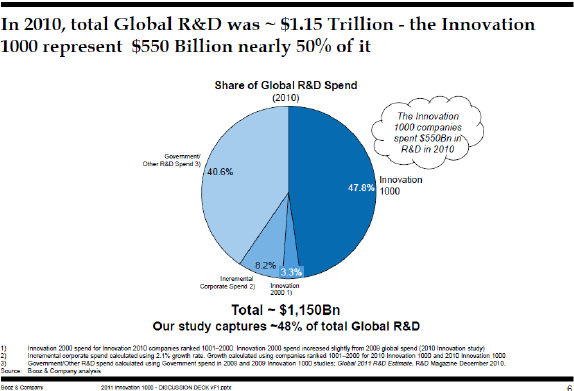 In 2010, total Global R&D was ~ $1.15 Trillion - the Innovation
1000 represent $550 Billion nearly 50% of it
Share of Global R&D Spend
(2010)
The Innovation
1000 companies
spent $550Bn in
R&D in 2010
Government/
Other R&D Spend 3)
40.6%
47.8%
Innovation
1000
8.2%
3.3%
Incremental
Corporate Spend 2)
Innovation
2000 1)
Total ~ $1,150Bn
Our study captures ~48% of total Global R&D
1) Innovation 2000 spend for Innovation 2010 companies ranked 1001-2000. Innovation 2000 spend increased slightly from 2009 global spend (2010 Innovation study)
2) Incremental corporate spend calculated using 2.1% growth rate. Growth calculated using companies ranked 1001-2000 for 2010 Innovation 1000 and 2010 Innovation 1000
3) Government/Other R&D spend calculated using Government spend in 2008 and 2009 Innovation 1000 studies; Global 2011 R&D Estimate, R&D Magazine December 2010.
Source: Booz & Company analysis
Booz & Company
2011 Innovation 1000 - DISCUSSION DECK vF1.pptx
6